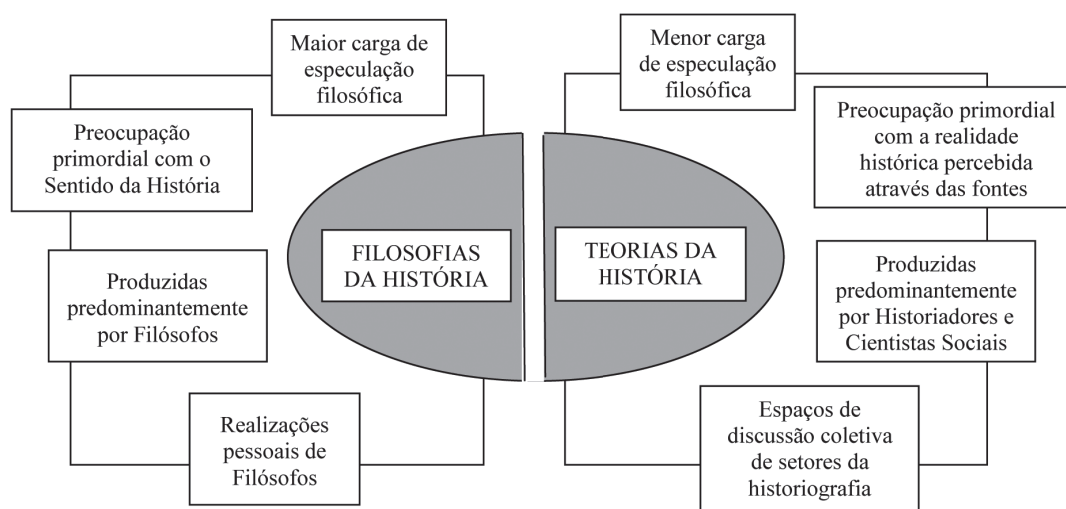 Maior carga de
especulação
filosófica
Preocupação
primordial com o
Sentido da História
FILOSOFIAS
DA HISTÓRIA
Produzidas
predominantemente
por Filósofos
Realizações
pessoais de
Filósofos
Menor carga
de especulação
filosófica
Preocupação primordial
com a realidade
histórica percebida
através das fontes
TEORIAS DA
HISTÓRIA
Produzidas
predominantemente
por Historiadores e
Cientistas Sociais
Espaços de
discussão coletiva
de setores da
historiografia